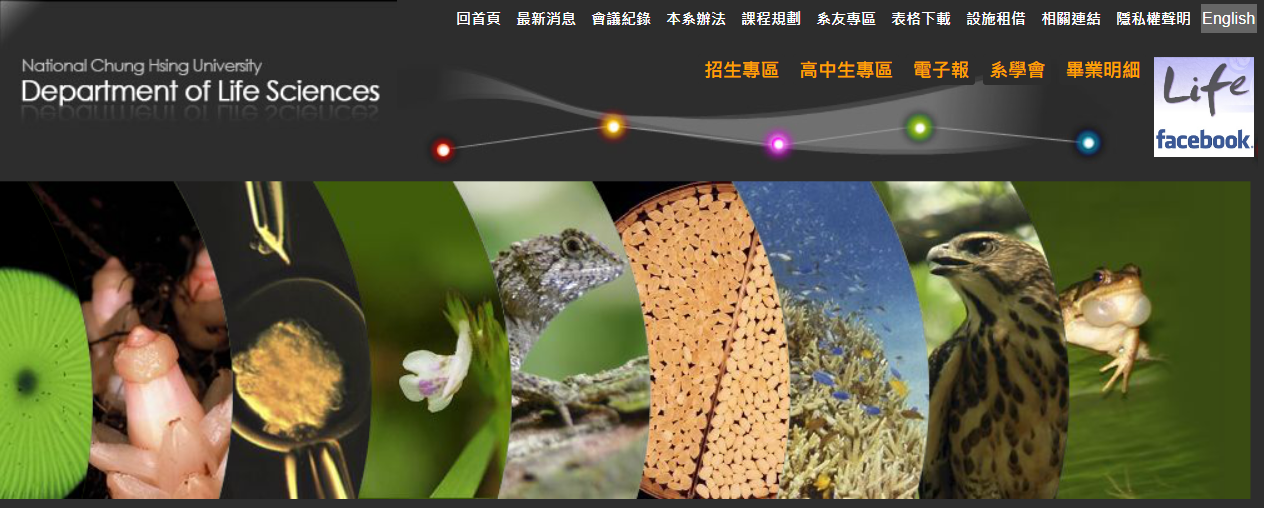 回首頁 最新消息 會議紀錄 本系辦法 課程規劃 系友專區 表格下載 設施租借 相關連結 隱私權聲明 English
National Chung Hsing University
Department of Life Sciences
招生專區 高中生專區 電子報 系學會 畢業明細
Life
facebook